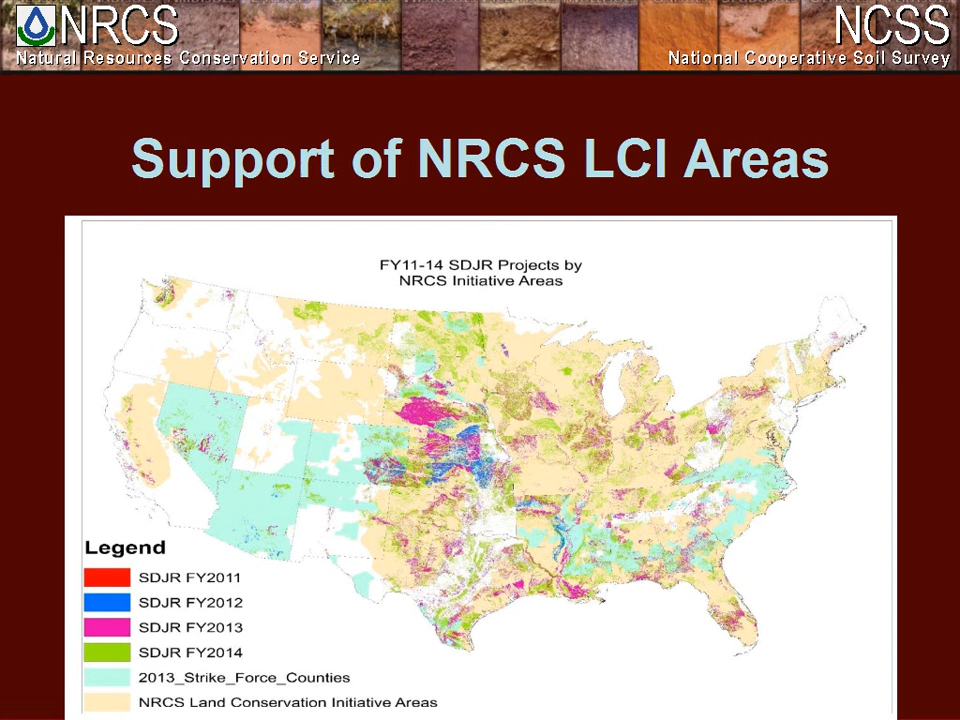 NRCS
Natural Resources Conservation Service
NCSS
National Cooperative Soil Survey
Support of NRCS LCI Areas
FY11-14 SDJR Projects by
NRCS Initiative Areas
Legend
SDJR FY2011
SDJR FY2012
SDJR FY2013
SDJR FY2014
2013_Strike_Force_Counties
NRCS Land Conservation Initiative Areas